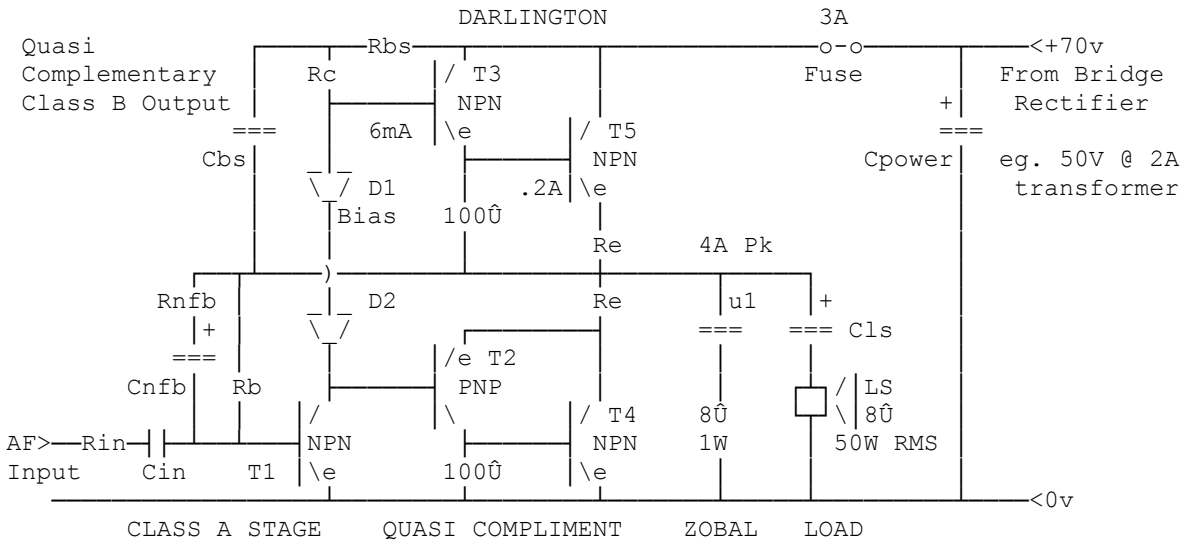 DARLINGTON 3A
Quasi Rbs o-o <+70v
Complementary Rc / T3 Fuse From Bridge
Class B Output NPN + Rectifier
=== 6mA \e / T5 ===
Cbs NPN Cpower eg. 50V @ 2A
D1 .2A \e transformer
Bias 100Û
Re 4A Pk
)
Rnfb D2 Re u1 +
+ === === Cls
=== /e T2
Cnfb Rb PNP / LS
/ \ / T4 8Û \ 8Û
AF> Rin NPN NPN 1W 50W RMS
Input Cin T1 \e 100Û \e
<0v
CLASS A STAGE QUASI COMPLIMENT ZOBAL LOAD